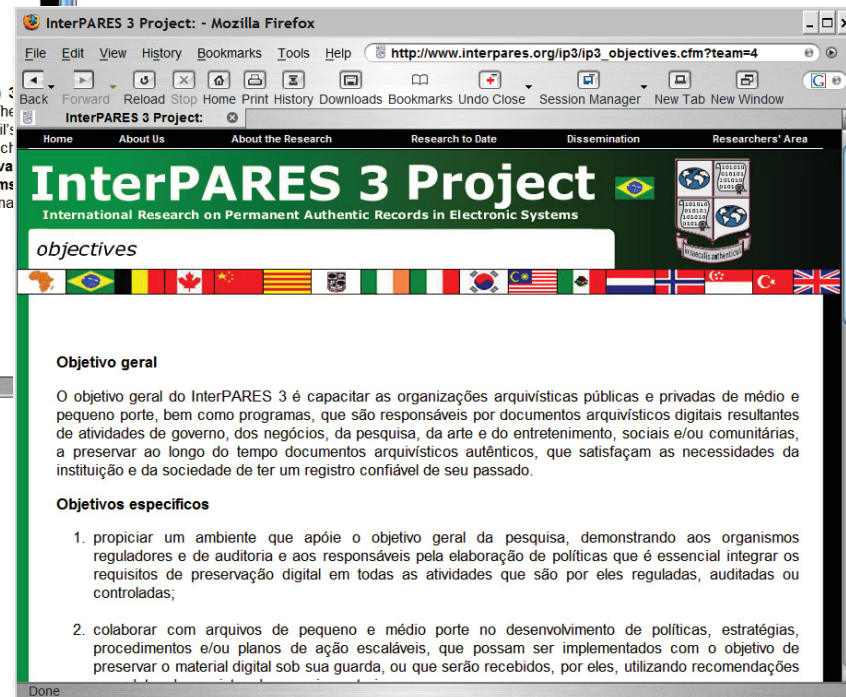 InterPARES 3 Project: - Mozilla Firefox
File Edit View History Bookmarks Tools Help http://www.interpares.org/ip3/ip3_objectives.cfm?team=4
Back Forward Reload Stop Home Print History Downloads Bookmarks Undo Close Session Manager New Tab New Window
InterPARES 3 Project:
Home About Us About the Research Research to Date Dissemination Researchers' Area
InterPARES 3 Project
International Research on Permanent Authentic Records in Electronic Systems
objectives
Objetivo geral
O objetivo geral do InterPARES 3 é capacitar as organizações arquivísticas públicas e privadas de médio e
pequeno porte, bem como programas, que são responsáveis por documentos arquivísticos digitais resultantes
de atividades de governo, dos negócios, da pesquisa, da arte e do entretenimento, sociais e/ou comunitárias,
a preservar ao longo do tempo documentos arquivísticos autênticos, que satisfaçam as necessidades da
instituição e da sociedade de ter um registro confiável de seu passado.
Objetivos especificos
1. propiciar um ambiente que apóie o objetivo geral da pesquisa, demonstrando aos organismos
reguladores e de auditoria e aos responsáveis pela elaboração de políticas que é essencial integrar os
requisitos de preservação digital em todas as atividades que são por eles reguladas, auditadas ou
controladas;
2. colaborar com arquivos de pequeno e médio porte no desenvolvimento de políticas, estratégias,
procedimentos e/ou planos de ação escaláveis, que possam ser implementados com o objetivo de
preservar o material digital sob sua guarda, ou que serão recebidos, por eles, utilizando recomendações
Done